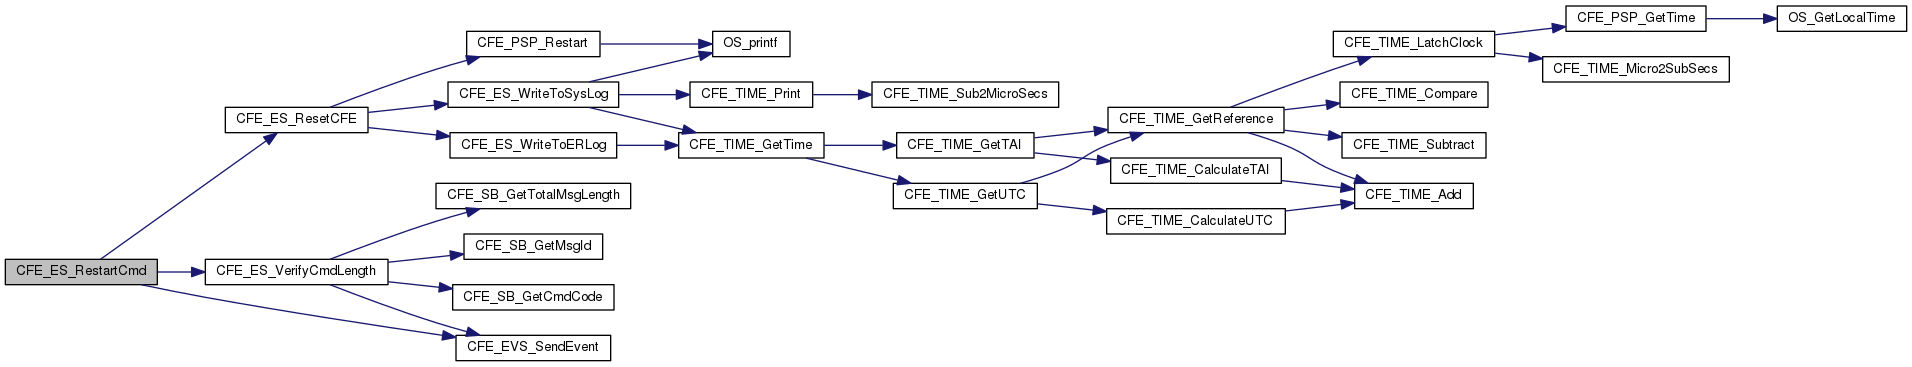 CFE_PSP_GetTime
OS_GetLocalTime
CFE_PSP_Restart
OS_printf
CFE_TIME_LatchClock
CFE_TIME_Micro2SubSecs
CFE_ES_WriteToSysLog
CFE_TIME_Print
CFE_TIME_Sub2MicroSecs
CFE_TIME_Compare
CFE_ES_ResetCFE
CFE_TIME_GetReference
CFE_ES_WriteToERLog
CFE_TIME_GetTime
CFE_TIME_GetTAI
CFE_TIME_Subtract
CFE_TIME_CalculateTAI
CFE_SB_GetTotalMsgLength
CFE_TIME_GetUTC
CFE_TIME_Add
CFE_TIME_CalculateUTC
CFE_SB_GetMsgId
CFE_ES_RestartCmd
CFE_ES_VerifyCmdLength
CFE_SB_GetCmdCode
CFE_EVS_SendEvent